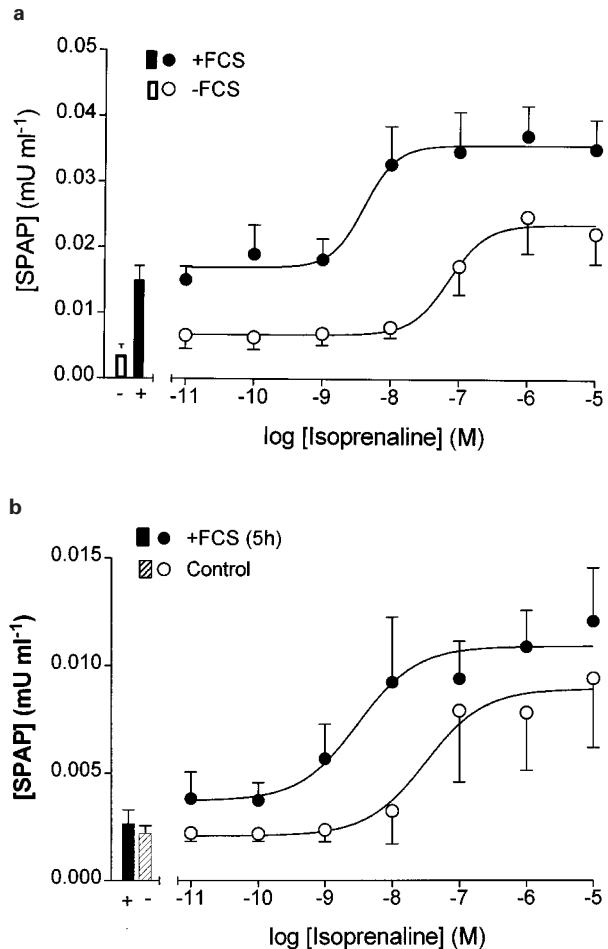 a
+FCS
-FCS
[SPAP] (mU ml-1)
0.05
0.04
0.03
0.02
0.01
0.00
- +
-11 -10 -9 -8 -7 -6 -5
log [Isoprenaline] (M)
b
+FCS (5h)
Control
[SPAP] (mU ml-1)
0.015
0.010
0.005
0.000
+ -
-11 -10 -9 -8 -7 -6 -5
log [Isoprenaline] (M)